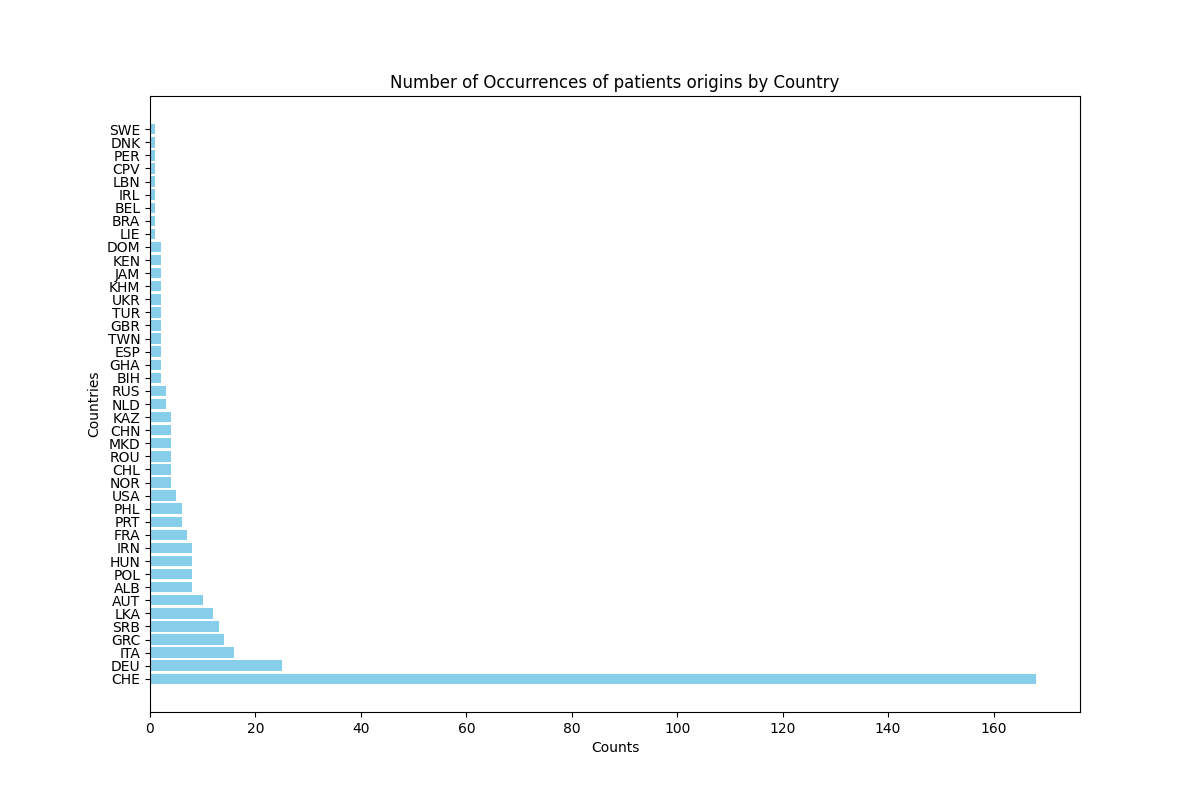 Number of Occurrences of patients origins by Country
SWE
DNK
PER
CPV
LBN
IRL
BEL
BRA
LIE
DOM
KEN
JAM
KHM
UKR
TUR
GBR
TWN
ESP
GHA
BIH
RUS
NLD
KAZ
CHN
MKD
ROU
CHL
NOR
USA
PHL
PRT
FRA
IRN
HUN
POL
ALB
AUT
LKA
SRB
GRC
ITA
DEU
CHE
Countries
0 20 40 60 80 100 120 140 160
Counts